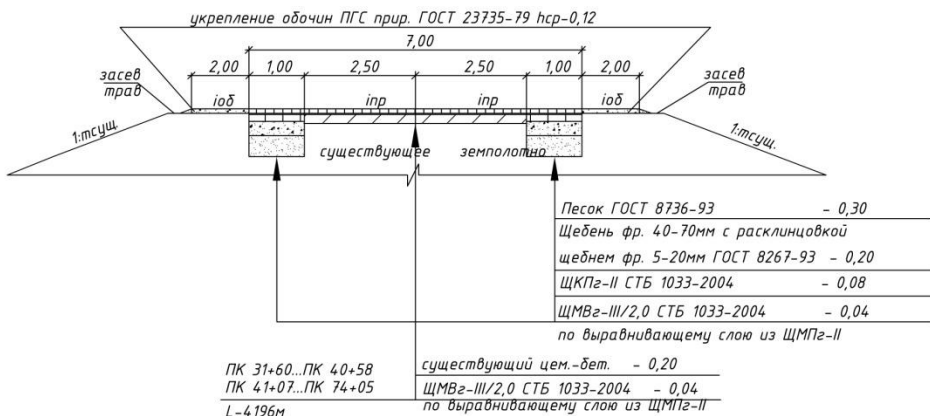 укрепление обочин ПГС прир. ГОСТ 23735-79 hср-0,12
7,00
2,00 1,00 2,50 2,50 1,00 2,00
засев трав
засев трав
iоб iпр iпр iоб
1:mсущ.
1:mсущ.
существующее земполотно
Песок ГОСТ 8736-93 - 0,30
Щебень фр. 40-70мм с расклинцовкой
щебнем фр. 5-20мм ГОСТ 8267-93 - 0,20
ЩКПг-II СТБ 1033-2004 - 0,08
ЩМВг-III/2,0 СТБ 1033-2004 - 0,04
по выравнивающему слою из ЩМПг-II
ПК 31+60...ПК 40+58
ПК 41+07...ПК 74+05
L-4196м
существующий цем.-бет. - 0,20
ЩМВг-III/2,0 СТБ 1033-2004 - 0,04
по выравнивающему слою из ЩМПг-II